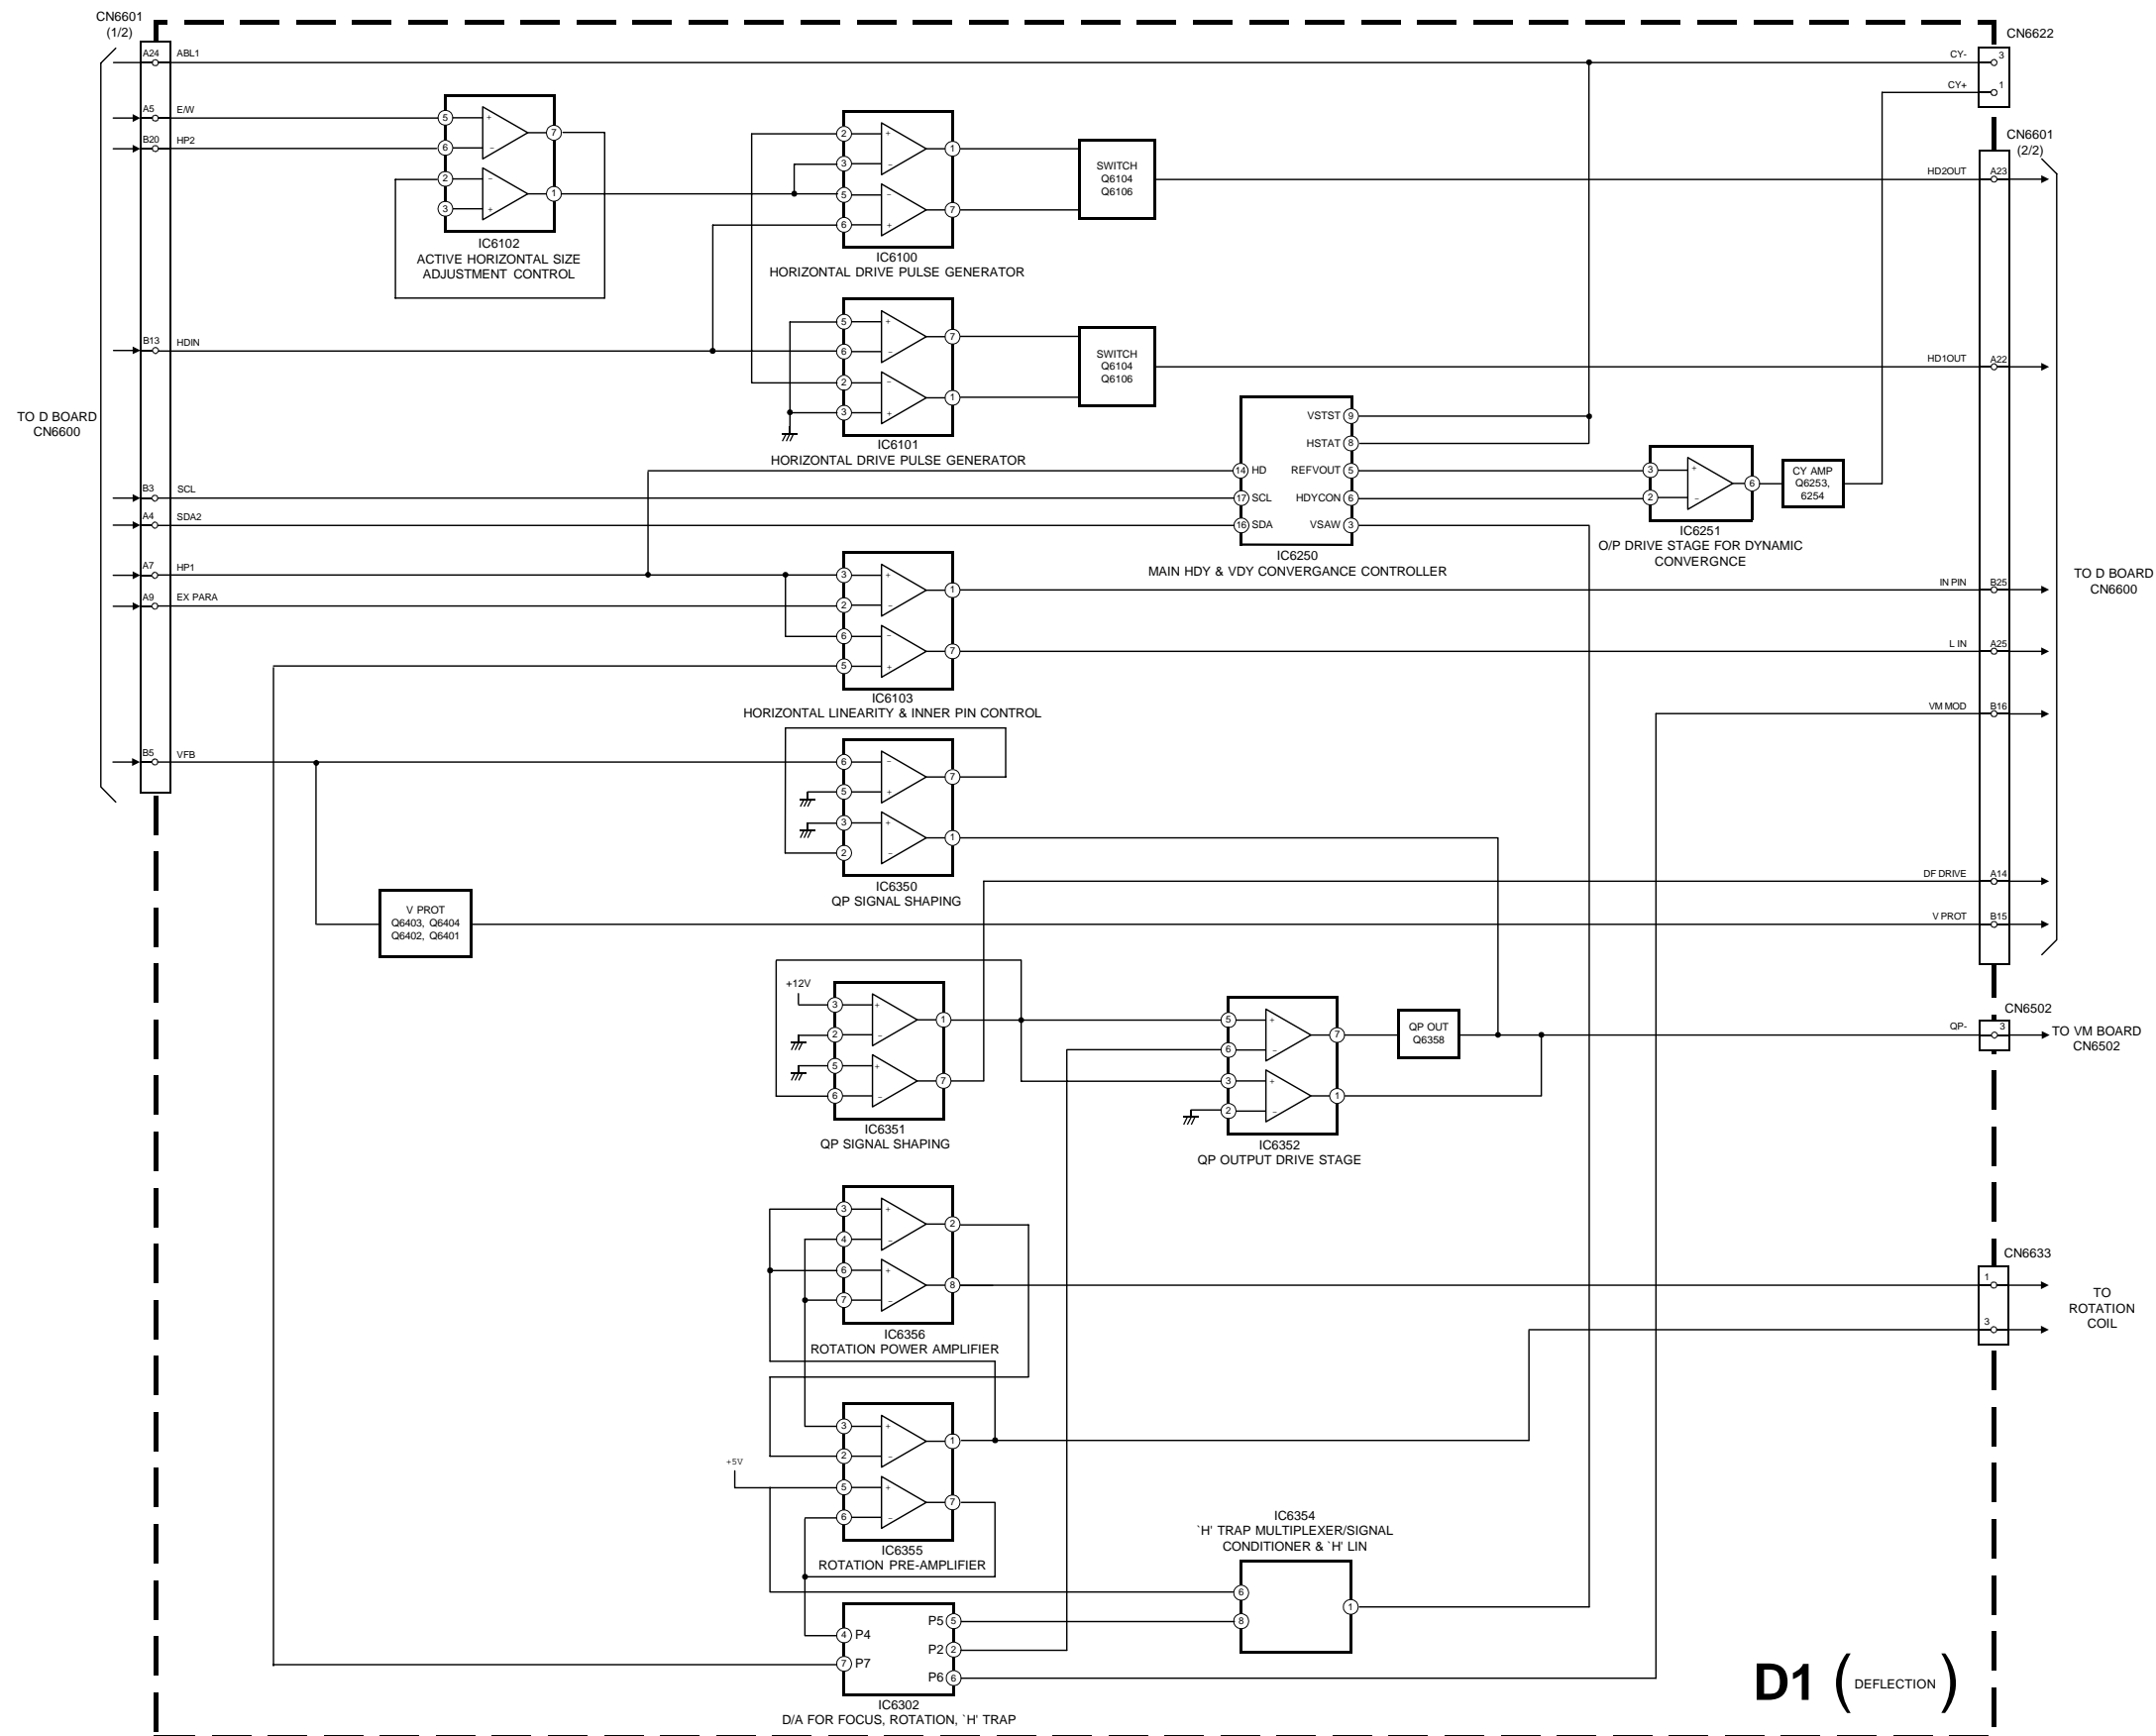 CN6601
(1/2)
A24 ABL1
A5 E/W
B20 HP2
B13 HDIN
TO D BOARD
CN6600
B3 SCL
A4 SDA2
A7 HP1
A9 EX PARA
B5 VFB
5
6
2
3
7
1
+
−
−
+
IC6102
ACTIVE HORIZONTAL SIZE
ADJUSTMENT CONTROL
2
3
5
6
1
7
+
−
−
+
IC6100
HORIZONTAL DRIVE PULSE GENERATOR
SWITCH
Q6104
Q6106
5
6
2
3
7
1
+
−
−
+
IC6101
HORIZONTAL DRIVE PULSE GENERATOR
SWITCH
Q6104
Q6106
VSTST 9
HSTAT 8
14 HD REFVOUT 5
17 SCL HDYCON 6
16 SDA VSAW 3
IC6250
MAIN HDY & VDY CONVERGANCE CONTROLLER
3
2
6
+
−
IC6251
O/P DRIVE STAGE FOR DYNAMIC
CONVERGNCE
CY AMP
Q6253,
6254
3
2
6
5
1
7
+
−
−
+
IC6103
HORIZONTAL LINEARITY & INNER PIN CONTROL
6
5
3
2
7
1
−
+
+
−
IC6350
QP SIGNAL SHAPING
V PROT
Q6403, Q6404
Q6402, Q6401
+12V
3
2
5
6
1
7
+
−
+
−
IC6351
QP SIGNAL SHAPING
5
6
3
2
7
1
+
−
+
−
IC6352
QP OUTPUT DRIVE STAGE
QP OUT
Q6358
3
4
6
7
2
8
+
−
+
−
IC6356
ROTATION POWER AMPLIFIER
+5V
3
2
5
6
1
7
+
−
+
−
IC6355
ROTATION PRE-AMPLIFIER
IC6354
`H' TRAP MULTIPLEXER/SIGNAL
CONDITIONER & `H' LIN
6
8
1
P5 5
4 P4
P2 2
7 P7
P6 6
IC6302
D/A FOR FOCUS, ROTATION, `H' TRAP
CN6622
CY- 3
CY+ 1
CN6601
(2/2)
HD2OUT A23
HD1OUT A22
IN PIN B25
L IN A25
VM MOD B16
DF DRIVE A14
V PROT B15
TO D BOARD
CN6600
CN6502
QP- 3 TO VM BOARD
CN6502
CN6633
1
3
TO
ROTATION
COIL
D1 ( DEFLECTION )